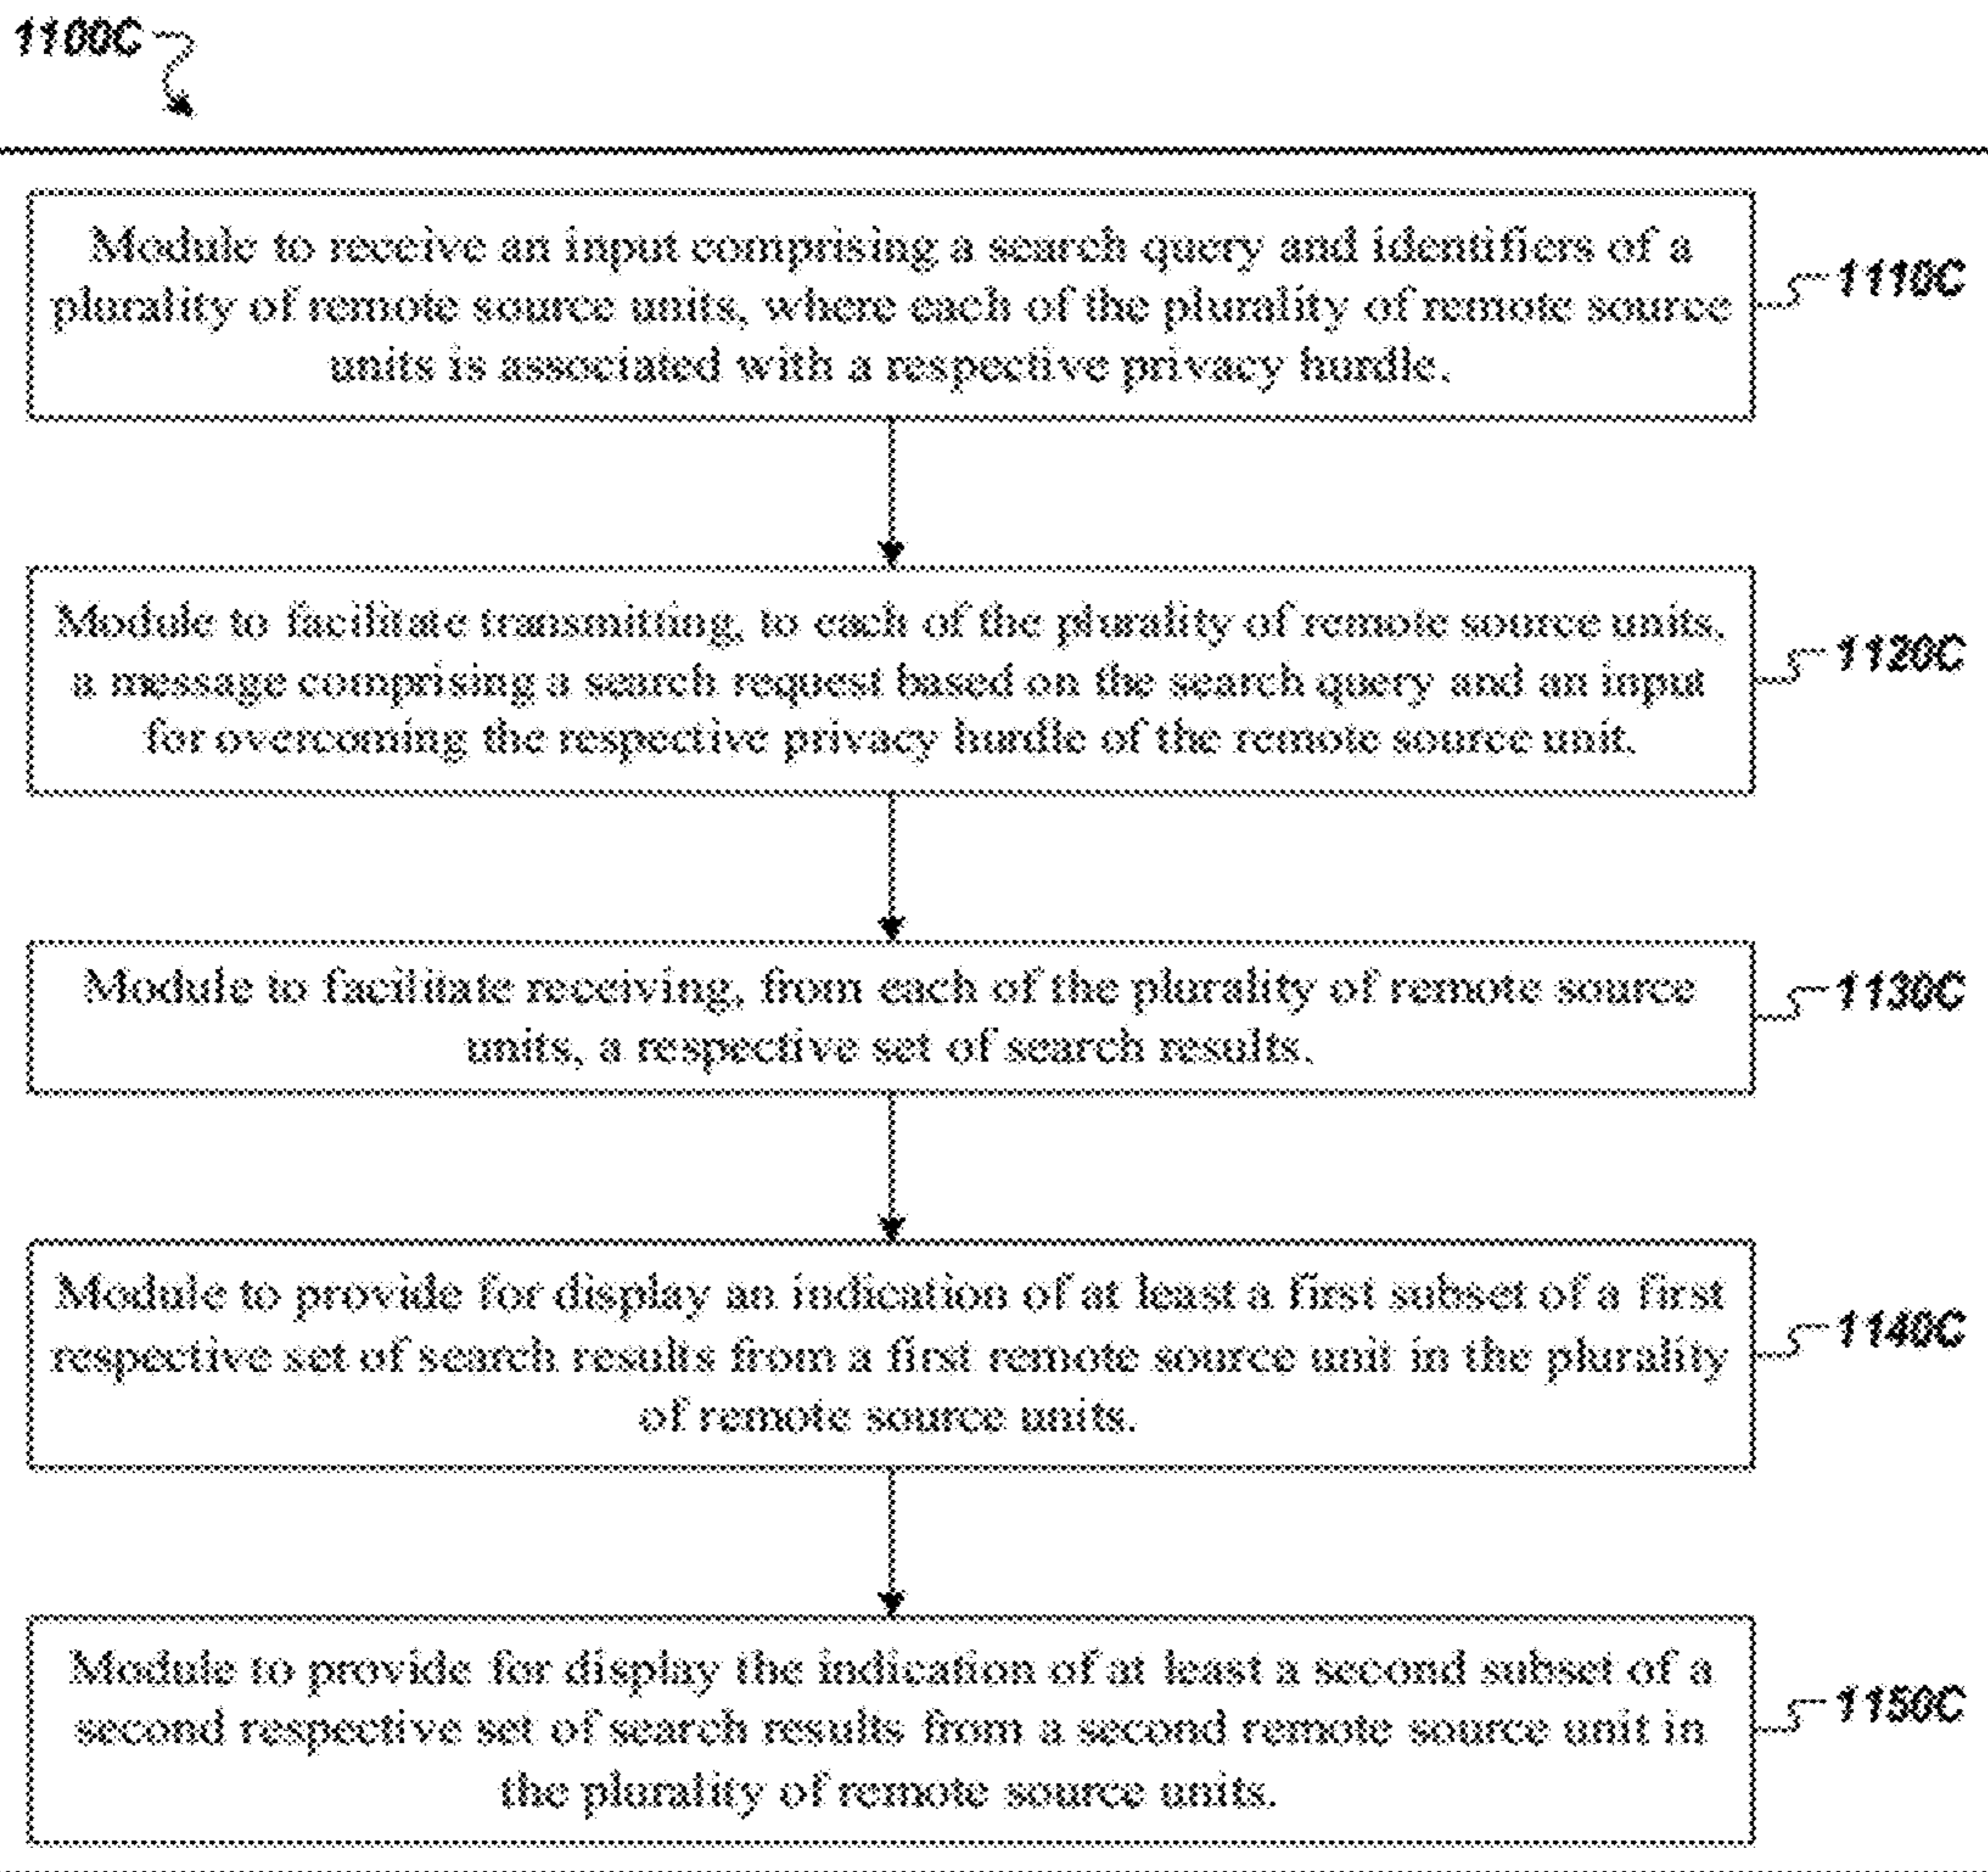 1100C
Module to receive an input comprising a search query and identifiers of a
plurality of remote source units, where each of the plurality of remote source
units is associated with a respective privacy hurdle.
1110C
Module to facilitate transmitting, to each of the plurality of remote source units,
a message comprising a search request based on the search query and an input
for overcoming the respective privacy hurdle of the remote source unit.
1120C
Module to facilitate receiving, from each of the plurality of remote source
units, a respective set of search results.
1130C
Module to provide for display an indication of at least a first subset of a first
respective set of search results from a first remote source unit in the plurality
of remote source units.
1140C
Module to provide for display the indication of at least a second subset of a
second respective set of search results from a second remote source unit in
the plurality of remote source units.
1150C